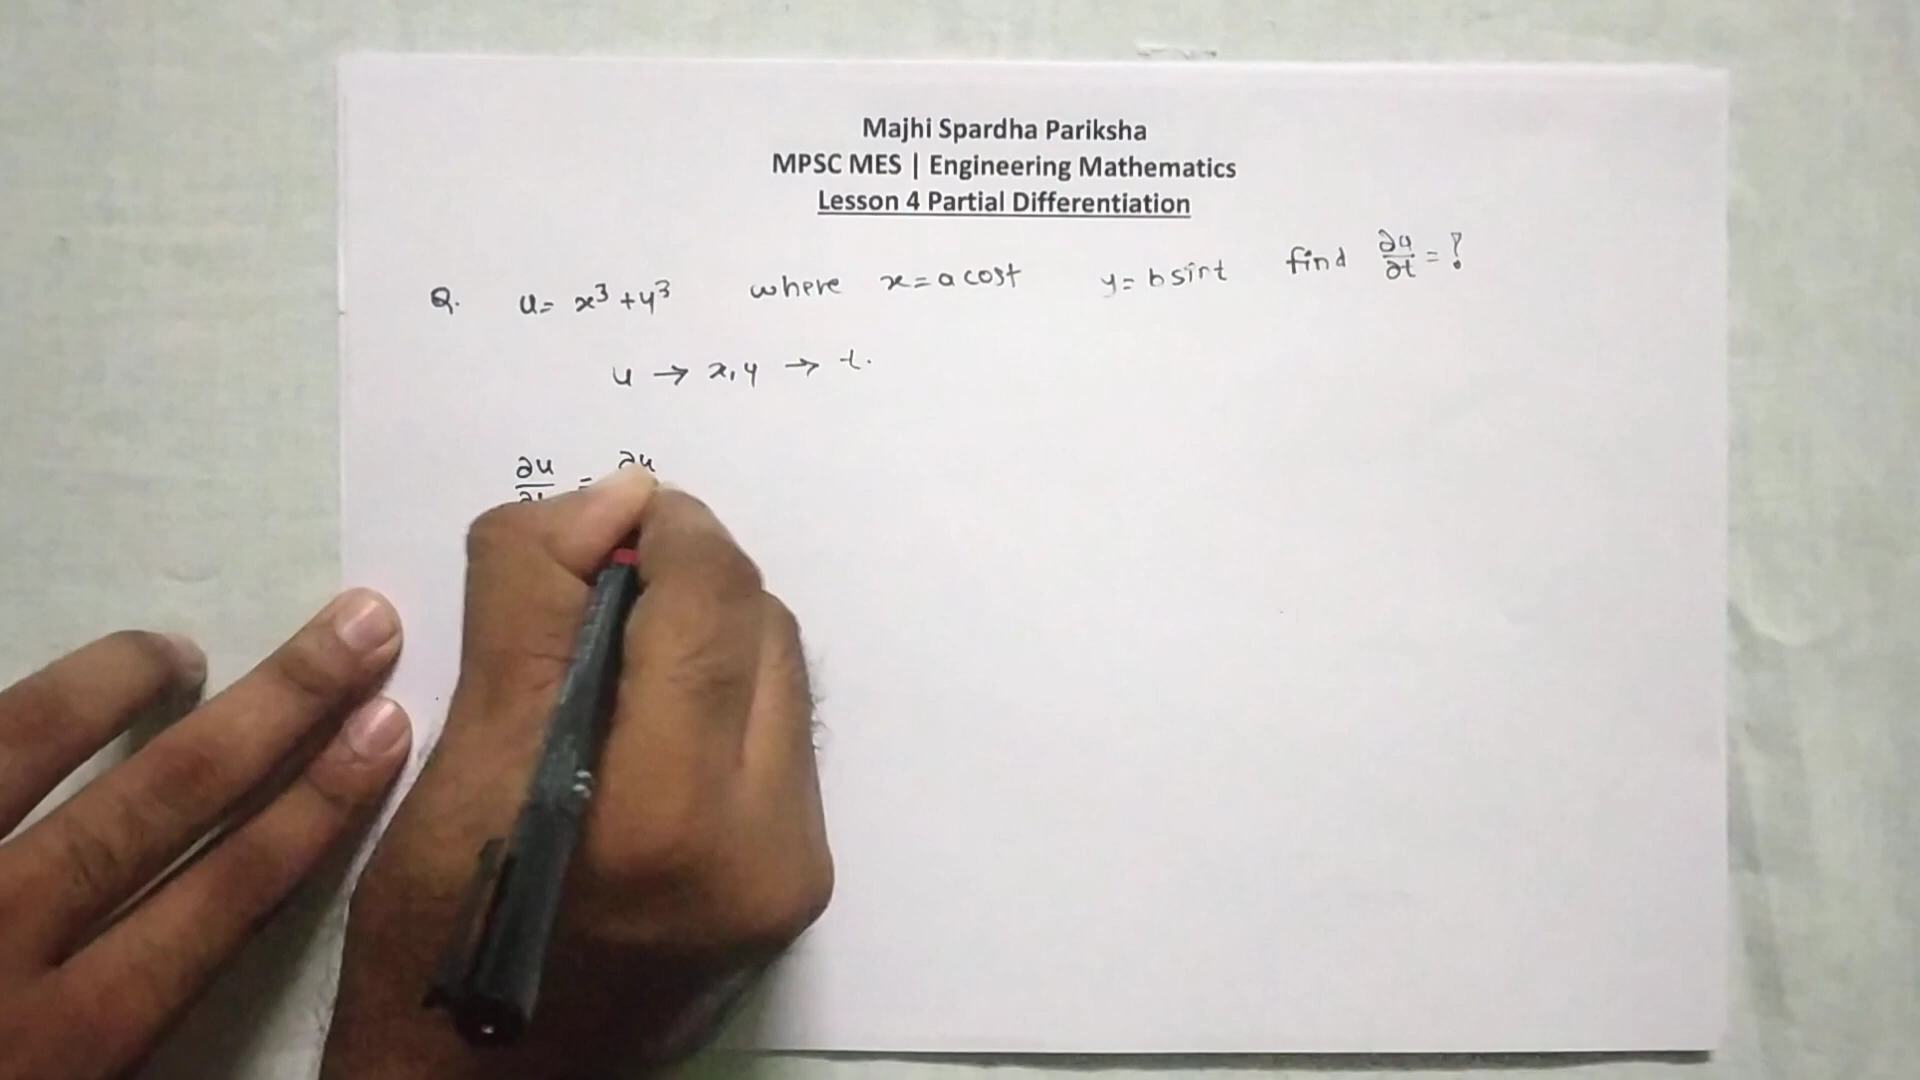 Majhi Spardha Pariksha
MPSC MES | Engineering Mathematics
Lesson 4 Partial Differentiation
Q. u= x³+y³ where x=a cost y= b sint find ∂u/∂t = ?
u → x,y → t.
∂u/∂t = ∂u